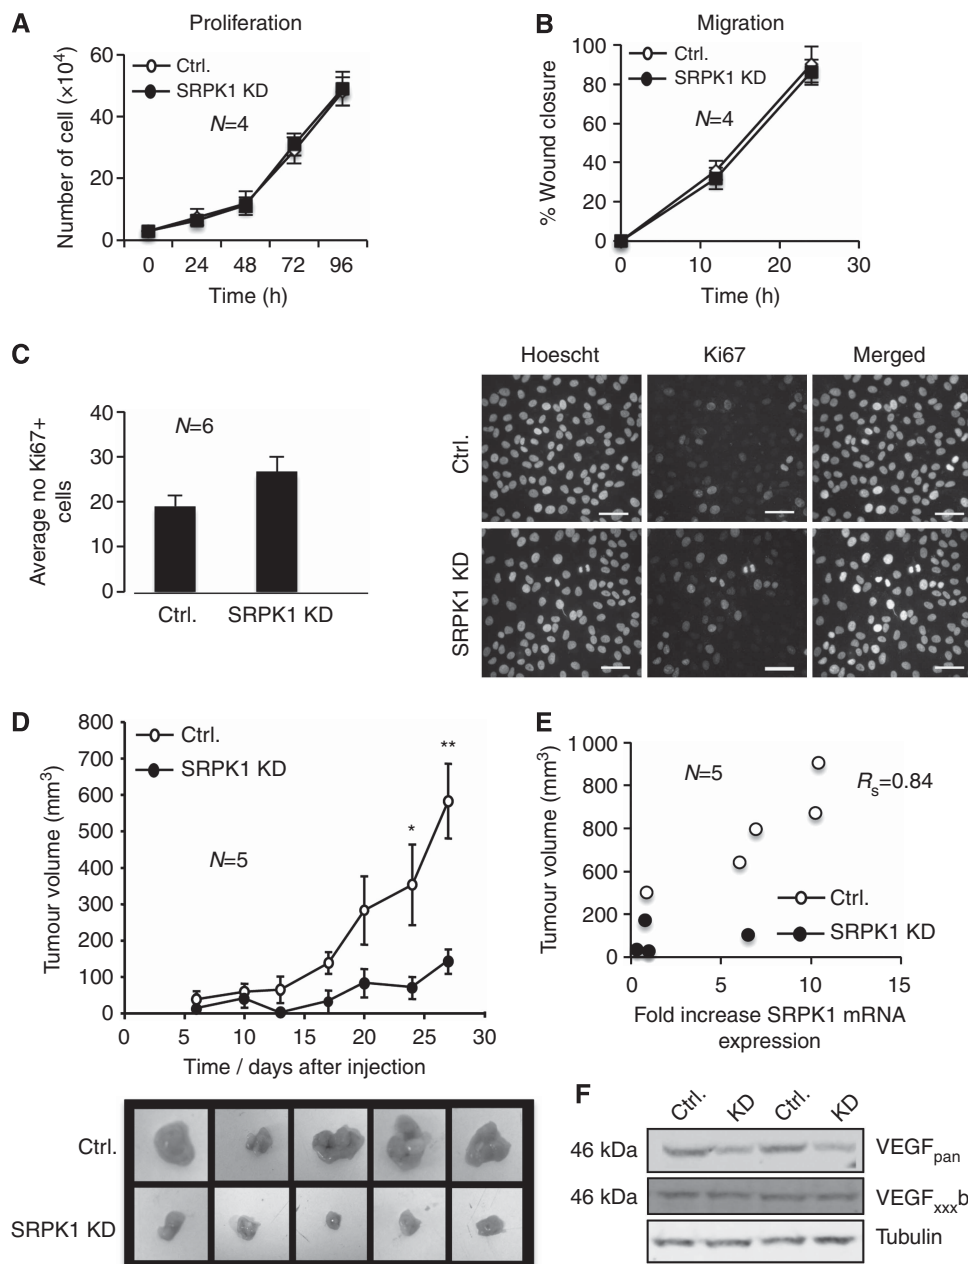 A
Proliferation
Number of cell (×10⁴)
60
40
20
0
Ctrl.
SRPK1 KD
N=4
0 24 48 72 96
Time (h)
B
Migration
% Wound closure
100
80
60
40
20
0
Ctrl.
SRPK1 KD
N=4
0 10 20 30
Time (h)
C
Average no Ki67+
cells
40
30
20
10
0
N=6
Ctrl. SRPK1 KD
Hoescht Ki67 Merged
Ctrl.
SRPK1 KD
D
Tumour volume (mm³)
800
700
600
500
400
300
200
100
0
Ctrl.
SRPK1 KD
N=5
*
**
0 5 10 15 20 25 30
Time / days after injection
Ctrl.
SRPK1 KD
E
Tumour volume (mm³)
1 000
800
800
600
200
0
N=5
Rₛ=0.84
Ctrl.
SRPK1 KD
0 5 10 15
Fold increase SRPK1 mRNA
expression
F
Ctrl. KD Ctrl. KD
46 kDa VEGFpan
46 kDa VEGFxxxb
Tubulin